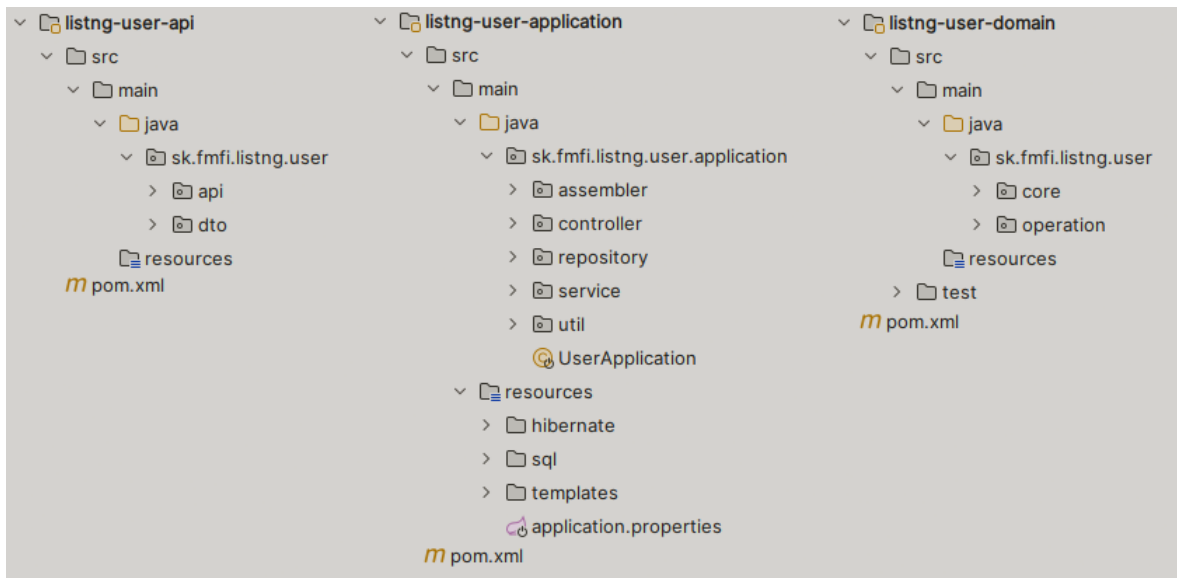 listng-user-api
src
main
java
sk.fmfi.listng.user
api
dto
resources
m pom.xml
listng-user-application
src
main
java
sk.fmfi.listng.user.application
assembler
controller
repository
service
util
C UserApplication
resources
hibernate
sql
templates
application.properties
m pom.xml
listng-user-domain
src
main
java
sk.fmfi.listng.user
core
operation
resources
test
m pom.xml